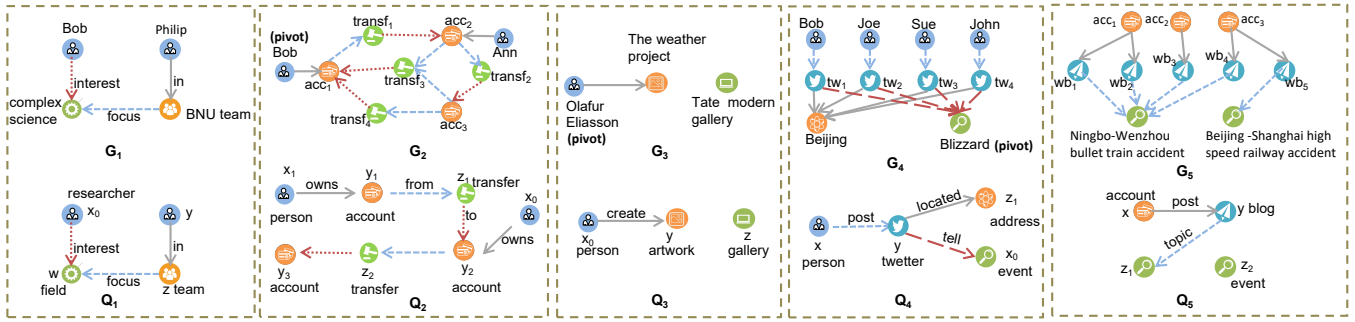 Bob
Philip
interest
in
complex
science
focus
BNU team
G1
researcher
x0
y
interest
in
w
field
focus
z team
Q1
(pivot)
Bob
transf1
acc2
Ann
acc1
transf3
transf2
transf4
acc3
G2
x1
owns
y1
from
z1 transfer
x0
person
account
to
owns
y3
account
z2
transfer
y2
account
Q2
The weather
project
Olafur
Eliasson
(pivot)
Tate modern
gallery
G3
create
x0
person
y
artwork
z
gallery
Q3
Bob
Joe
Sue
John
tw1
tw2
tw3
tw4
Beijing
Blizzard (pivot)
G4
post
located
z1
address
x
person
y
twetter
tell
x0
event
Q4
acc1
acc2
acc3
wb1
wb2
wb3
wb4
wb5
Ningbo-Wenzhou
bullet train accident
Beijing -Shanghai high
speed railway accident
G5
account
x
post
y blog
topic
z1
z2
event
Q5